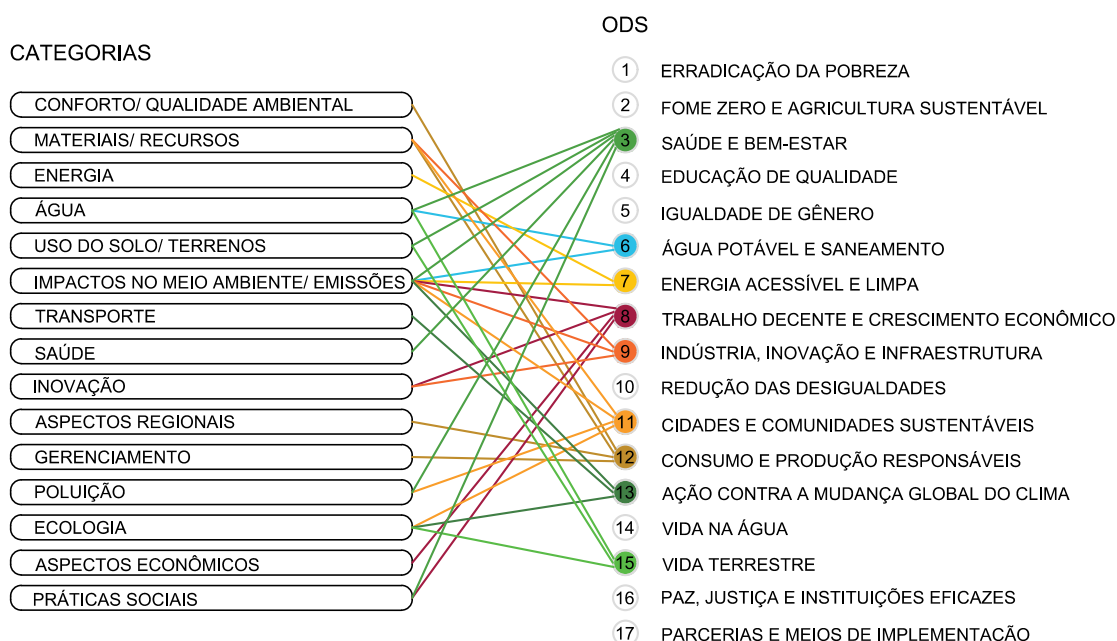 CATEGORIAS
CONFORTO/ QUALIDADE AMBIENTAL
MATERIAIS/ RECURSOS
ENERGIA
ÁGUA
USO DO SOLO/ TERRENOS
IMPACTOS NO MEIO AMBIENTE/ EMISSÕES
TRANSPORTE
SAÚDE
INOVAÇÃO
ASPECTOS REGIONAIS
GERENCIAMENTO
POLUIÇÃO
ECOLOGIA
ASPECTOS ECONÔMICOS
PRÁTICAS SOCIAIS
ODS
1 ERRADICAÇÃO DA POBREZA
2 FOME ZERO E AGRICULTURA SUSTENTÁVEL
3 SAÚDE E BEM-ESTAR
4 EDUCAÇÃO DE QUALIDADE
5 IGUALDADE DE GÊNERO
6 ÁGUA POTÁVEL E SANEAMENTO
7 ENERGIA ACESSÍVEL E LIMPA
8 TRABALHO DECENTE E CRESCIMENTO ECONÔMICO
9 INDÚSTRIA, INOVAÇÃO E INFRAESTRUTURA
10 REDUÇÃO DAS DESIGUALDADES
11 CIDADES E COMUNIDADES SUSTENTÁVEIS
12 CONSUMO E PRODUÇÃO RESPONSÁVEIS
13 AÇÃO CONTRA A MUDANÇA GLOBAL DO CLIMA
14 VIDA NA ÁGUA
15 VIDA TERRESTRE
16 PAZ, JUSTIÇA E INSTITUIÇÕES EFICAZES
17 PARCERIAS E MEIOS DE IMPLEMENTAÇÃO